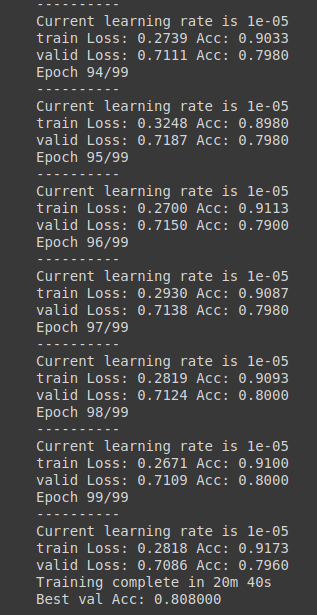 ----------
Current learning rate is 1e-05
train Loss: 0.2739 Acc: 0.9033
valid Loss: 0.7111 Acc: 0.7980
Epoch 94/99
----------
Current learning rate is 1e-05
train Loss: 0.3248 Acc: 0.8980
valid Loss: 0.7187 Acc: 0.7980
Epoch 95/99
----------
Current learning rate is 1e-05
train Loss: 0.2700 Acc: 0.9113
valid Loss: 0.7150 Acc: 0.7900
Epoch 96/99
----------
Current learning rate is 1e-05
train Loss: 0.2930 Acc: 0.9087
valid Loss: 0.7138 Acc: 0.7980
Epoch 97/99
----------
Current learning rate is 1e-05
train Loss: 0.2819 Acc: 0.9093
valid Loss: 0.7124 Acc: 0.8000
Epoch 98/99
----------
Current learning rate is 1e-05
train Loss: 0.2671 Acc: 0.9100
valid Loss: 0.7109 Acc: 0.8000
Epoch 99/99
----------
Current learning rate is 1e-05
train Loss: 0.2818 Acc: 0.9173
valid Loss: 0.7086 Acc: 0.7960
Training complete in 20m 40s
Best val Acc: 0.808000